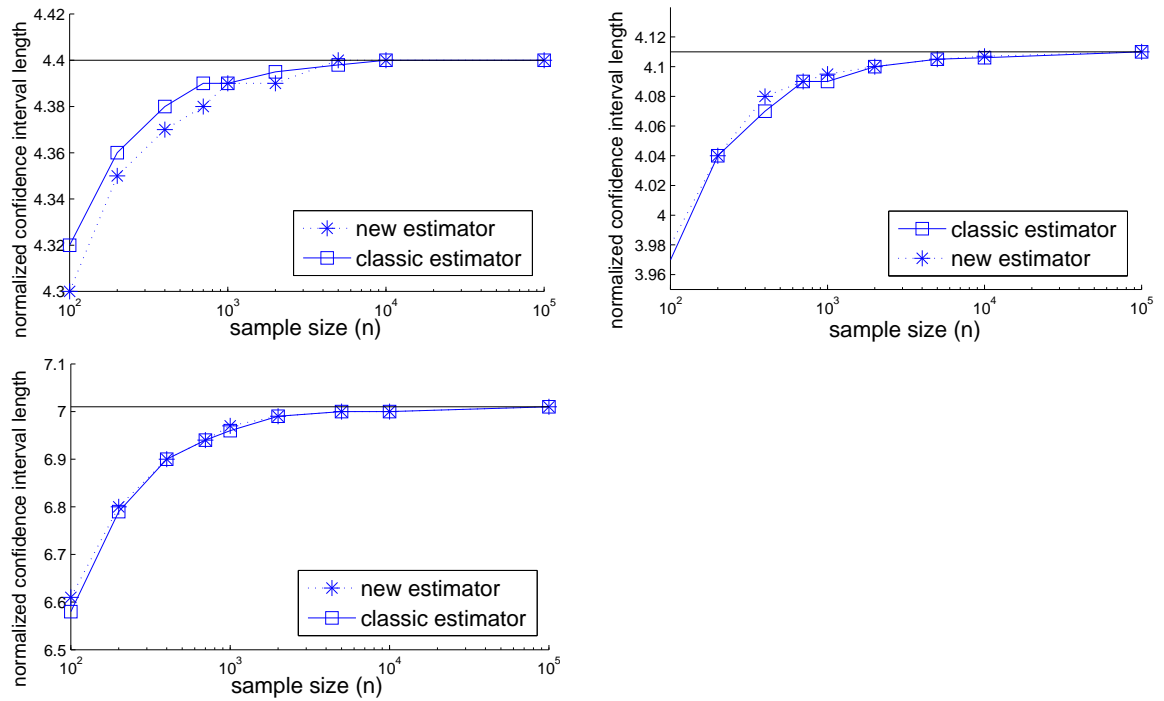 4.42
4.4
4.38
4.36
4.34
4.32
4.3
normalized confidence interval length
new estimator
classic estimator
10^2
10^3
10^4
10^5
sample size (n)
4.12
4.1
4.08
4.06
4.04
4.02
4
3.98
3.96
normalized confidence interval length
classic estimator
new estimator
10^2
10^3
10^4
10^5
sample size (n)
7.1
7
6.9
6.8
6.7
6.6
6.5
normalized confidence interval length
new estimator
classic estimator
10^2
10^3
10^4
10^5
sample size (n)